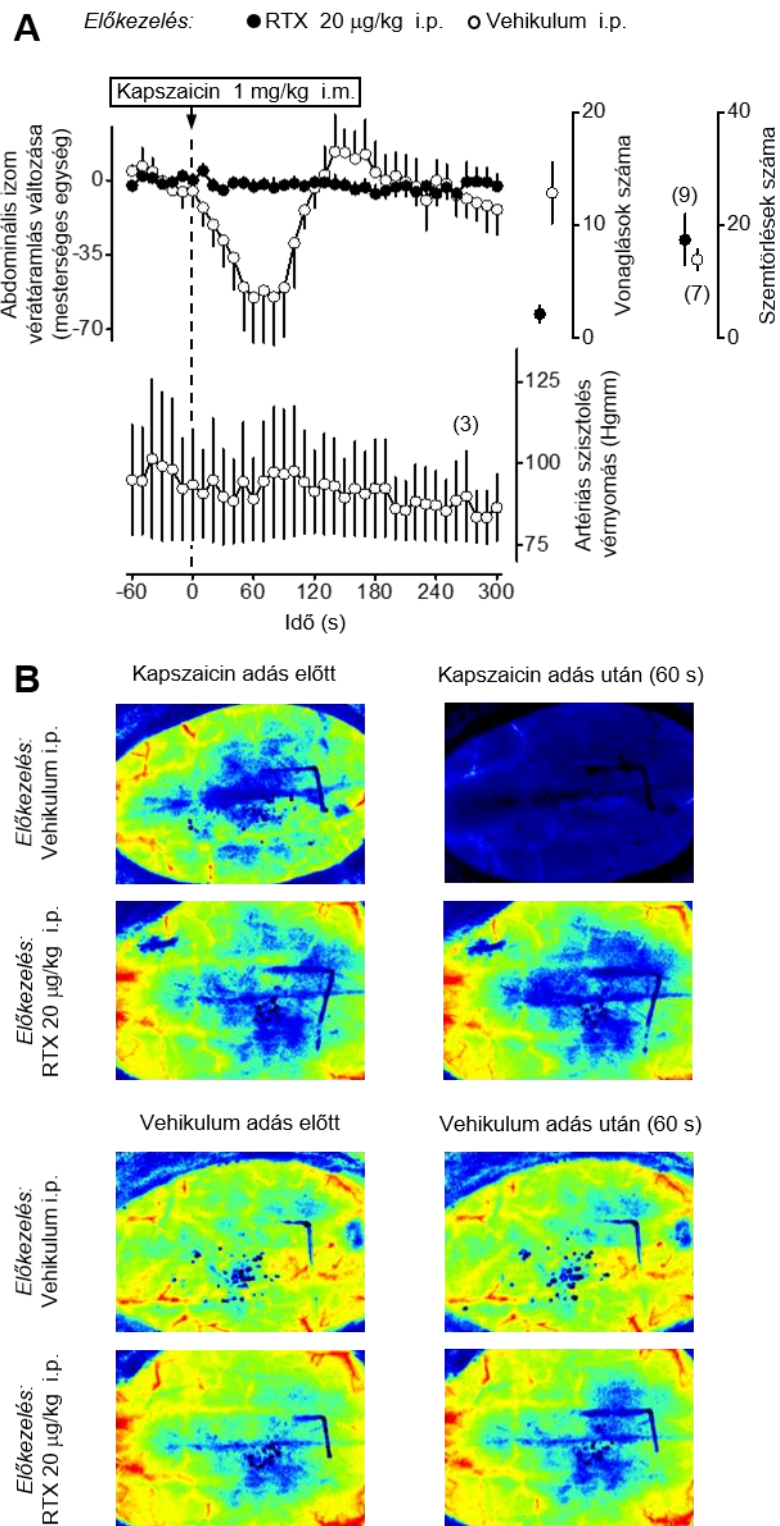 A
Előkezelés: RTX 20 µg/kg i.p. Vehikulum i.p.
Kapszaicin 1 mg/kg i.m.
Abdominális izom
vérátáramlás változása
(mesterséges egység)
0
-35
-70
20
10
0
Vonaglások száma
(9)
(7)
40
20
0
Szemtörlések száma
(3)
125
100
75
Artériás szisztolés
vérnyomás (Hgmm)
-60 0 60 120 180 240 300
Idő (s)
B
Kapszaicin adás előtt
Kapszaicin adás után (60 s)
Előkezelés:
Vehikulum i.p.
Előkezelés:
RTX 20 µg/kg i.p.
Vehikulum adás előtt
Vehikulum adás után (60 s)
Előkezelés:
Vehikulum i.p.
Előkezelés:
RTX 20 µg/kg i.p.